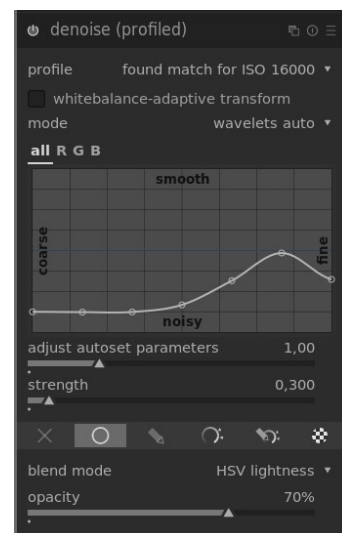 denoise (profiled)
profile found match for ISO 16000
whitebalance-adaptive transform
mode wavelets auto
all R G B
smooth
coarse
fine
noisy
adjust autoset parameters 1,00
strength 0,300
blend mode HSV lightness
opacity 70%